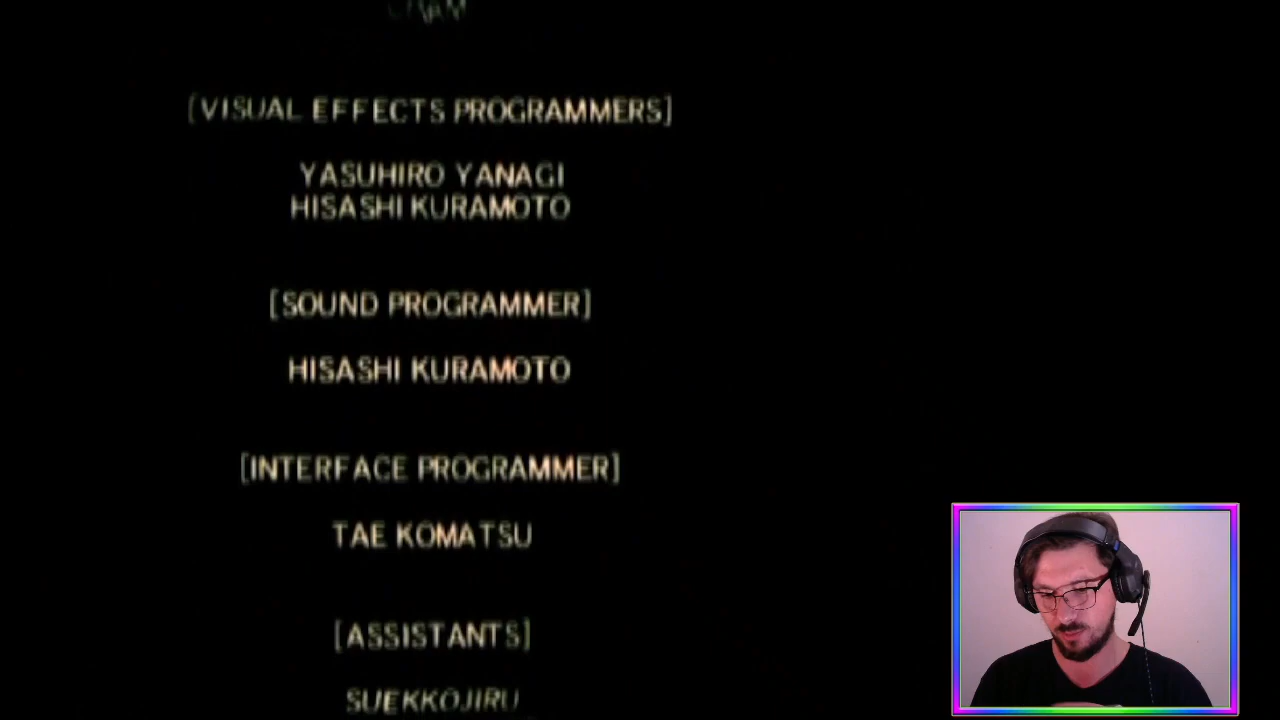 [VISUAL EFFECTS PROGRAMMERS]
YASUHIRO YANAGI
HISASHI KURAMOTO
[SOUND PROGRAMMER]
HISASHI KURAMOTO
[INTERFACE PROGRAMMER]
TAE KOMATSU
[ASSISTANTS]
SUEKKOJIRU